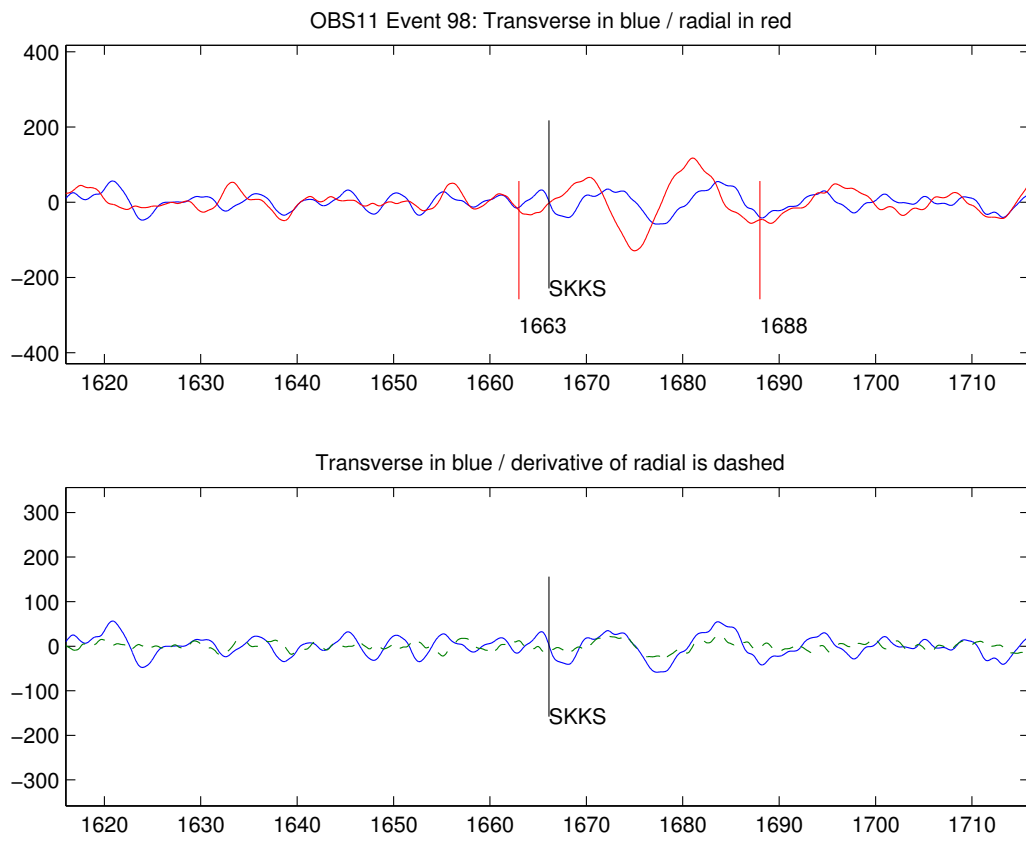 OBS11 Event 98: Transverse in blue / radial in red
400
200
0
−200
−400
SKKS
1663
1688
1620 1630 1640 1650 1660 1670 1680 1690 1700 1710
Transverse in blue / derivative of radial is dashed
300
200
100
0
−100
−200
−300
SKKS
1620 1630 1640 1650 1660 1670 1680 1690 1700 1710